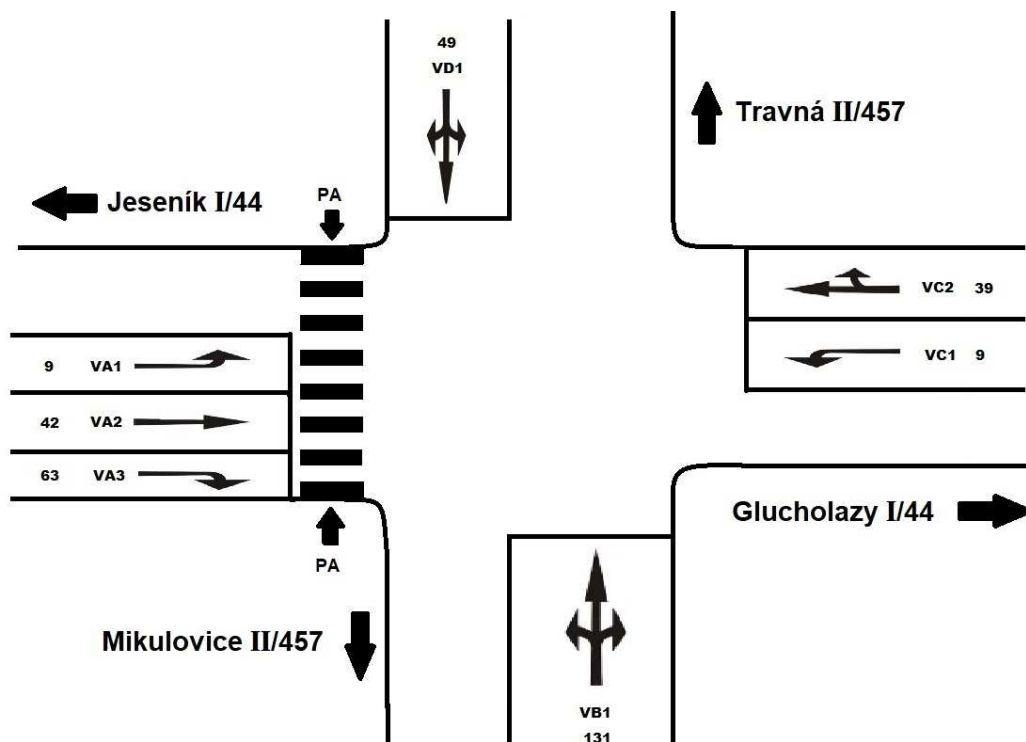 49
VD1
Travná II/457
Jeseník I/44
PA
VC2 39
9 VA1
VC1 9
42 VA2
63 VA3
Glucholazy I/44
PA
Mikulovice II/457
VB1
131